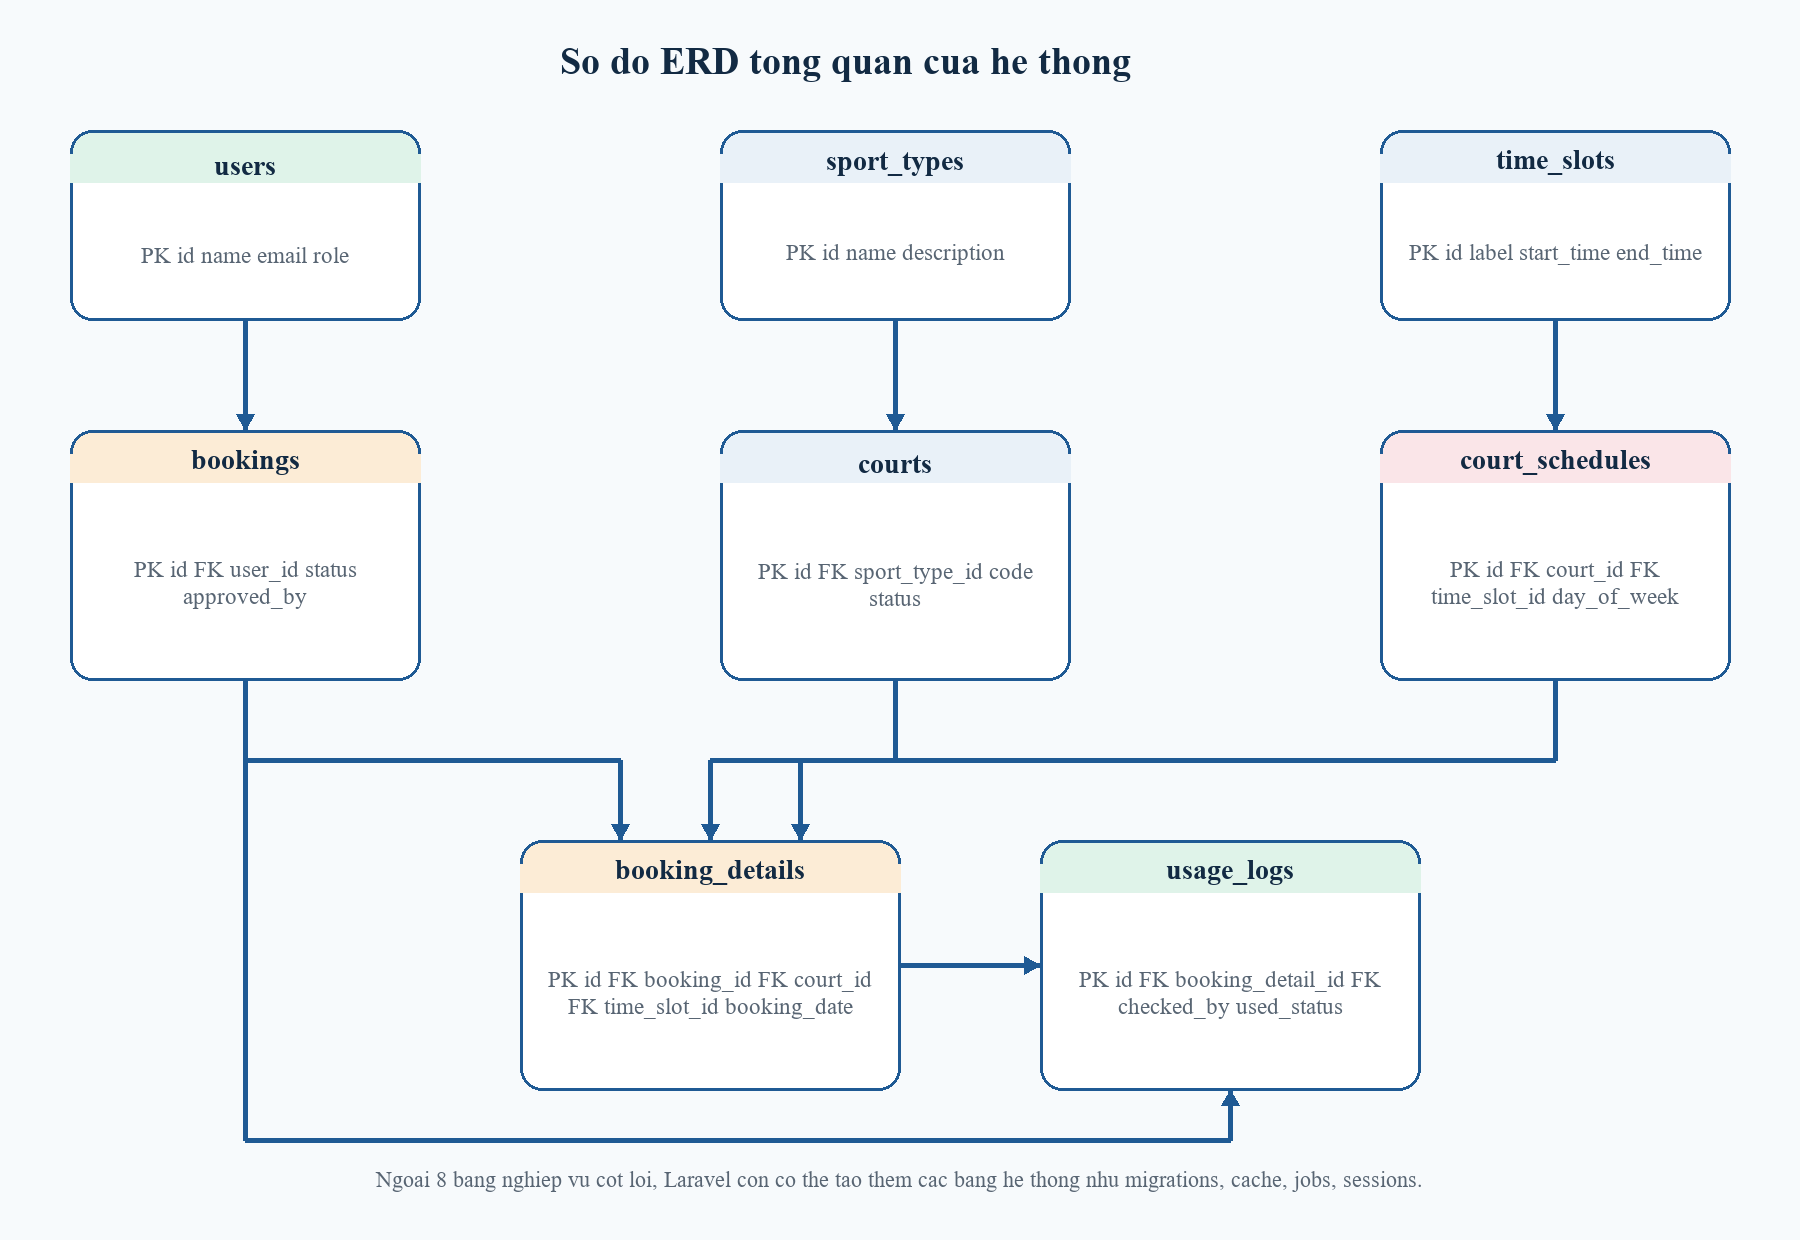 So do ERD tong quan cua he thong
users
PK id name email role
sport_types
PK id name description
time_slots
PK id label start_time end_time
bookings
PK id FK user_id status
approved_by
courts
PK id FK sport_type_id code
status
court_schedules
PK id FK court_id FK
time_slot_id day_of_week
booking_details
PK id FK booking_id FK court_id
FK time_slot_id booking_date
usage_logs
PK id FK booking_detail_id FK
checked_by used_status
Ngoai 8 bang nghiep vu cot loi, Laravel con co the tao them cac bang he thong nhu migrations, cache, jobs, sessions.